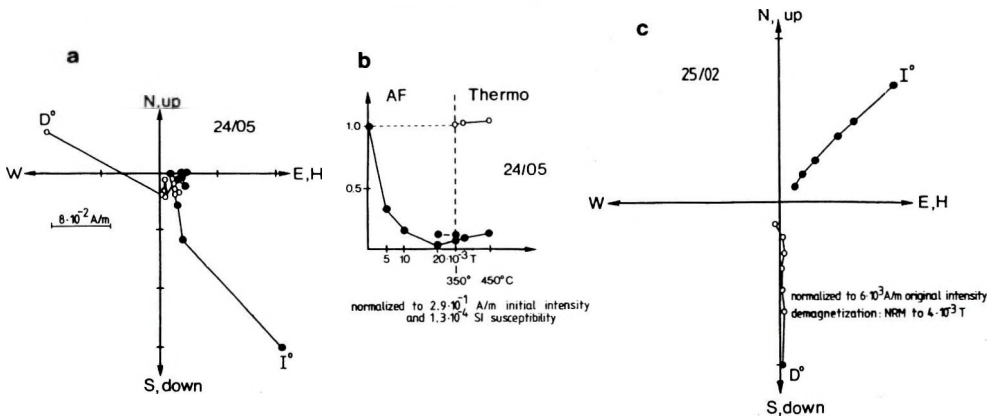 a
N, up
24/05
D°
W
E,H
8·10⁻² A/m
I°
S, down
b
AF
Thermo
1.0
24/05
0.5
5
10
20·10⁻³ T
350°
450°C
normalized to 2.9·10⁻¹ A/m initial intensity
and 1.3·10⁻⁴ SI susceptibility
c
N, up
25/02
I°
W
E,H
normalized to 6·10³A/m original intensity
demagnetization: NRM to 4·10⁻³ T
D°
S, down